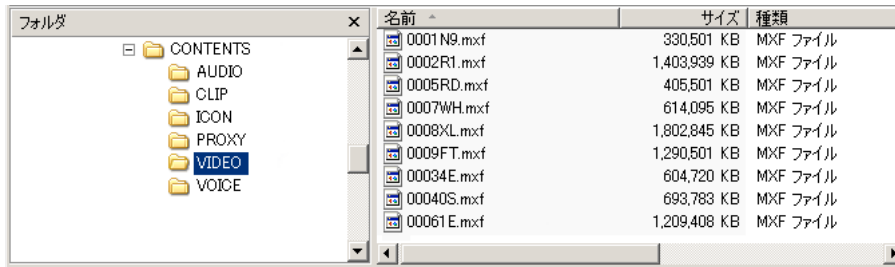 フォルダ
CONTENTS
AUDIO
CLIP
ICON
PROXY
VIDEO
VOICE
名前 サイズ 種類
0001N9.mxf 330,501 KB MXF ファイル
0002R1.mxf 1,403,939 KB MXF ファイル
0005RD.mxf 405,501 KB MXF ファイル
0007WH.mxf 614,095 KB MXF ファイル
0008XL.mxf 1,802,845 KB MXF ファイル
0009FT.mxf 1,290,501 KB MXF ファイル
00034E.mxf 604,720 KB MXF ファイル
00040S.mxf 693,783 KB MXF ファイル
00061E.mxf 1,209,408 KB MXF ファイル